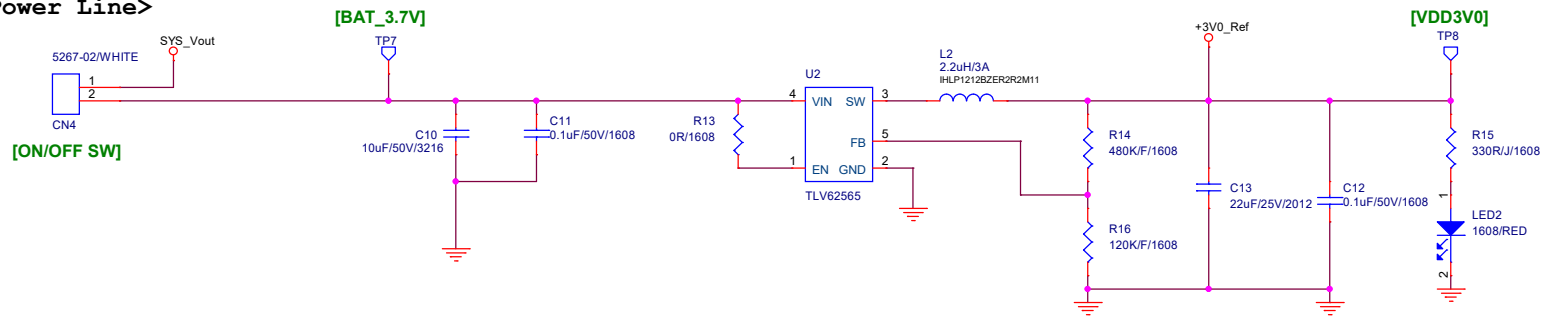 Power Line>
[BAT_3.7V]
[VDD3V0]
SYS_Vout
TP7
+3V0_Ref
TP8
5267-02/WHITE
1
2
CN4
[ON/OFF SW]
C10
10uF/50V/3216
C11
0.1uF/50V/1608
R13
0R/1608
U2
4 VIN SW 3
FB 5
1 EN GND 2
TLV62565
L2
2.2uH/3A
IHLP1212BZER2R2M11
R14
480K/F/1608
R16
120K/F/1608
C13
22uF/25V/2012
C12
0.1uF/50V/1608
R15
330R/J/1608
1
LED2
1608/RED
2